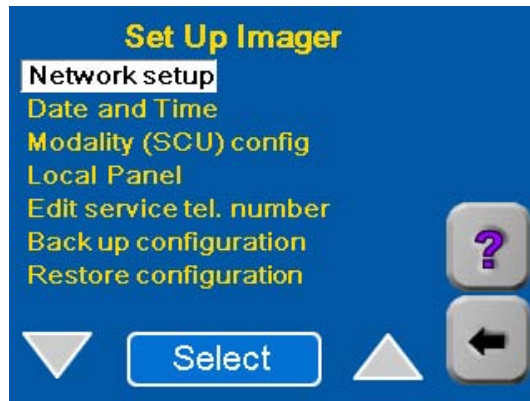 Set Up Imager
Network setup
Date and Time
Modality (SCU) config
Local Panel
Edit service tel. number
Back up configuration
Restore configuration
?
Select